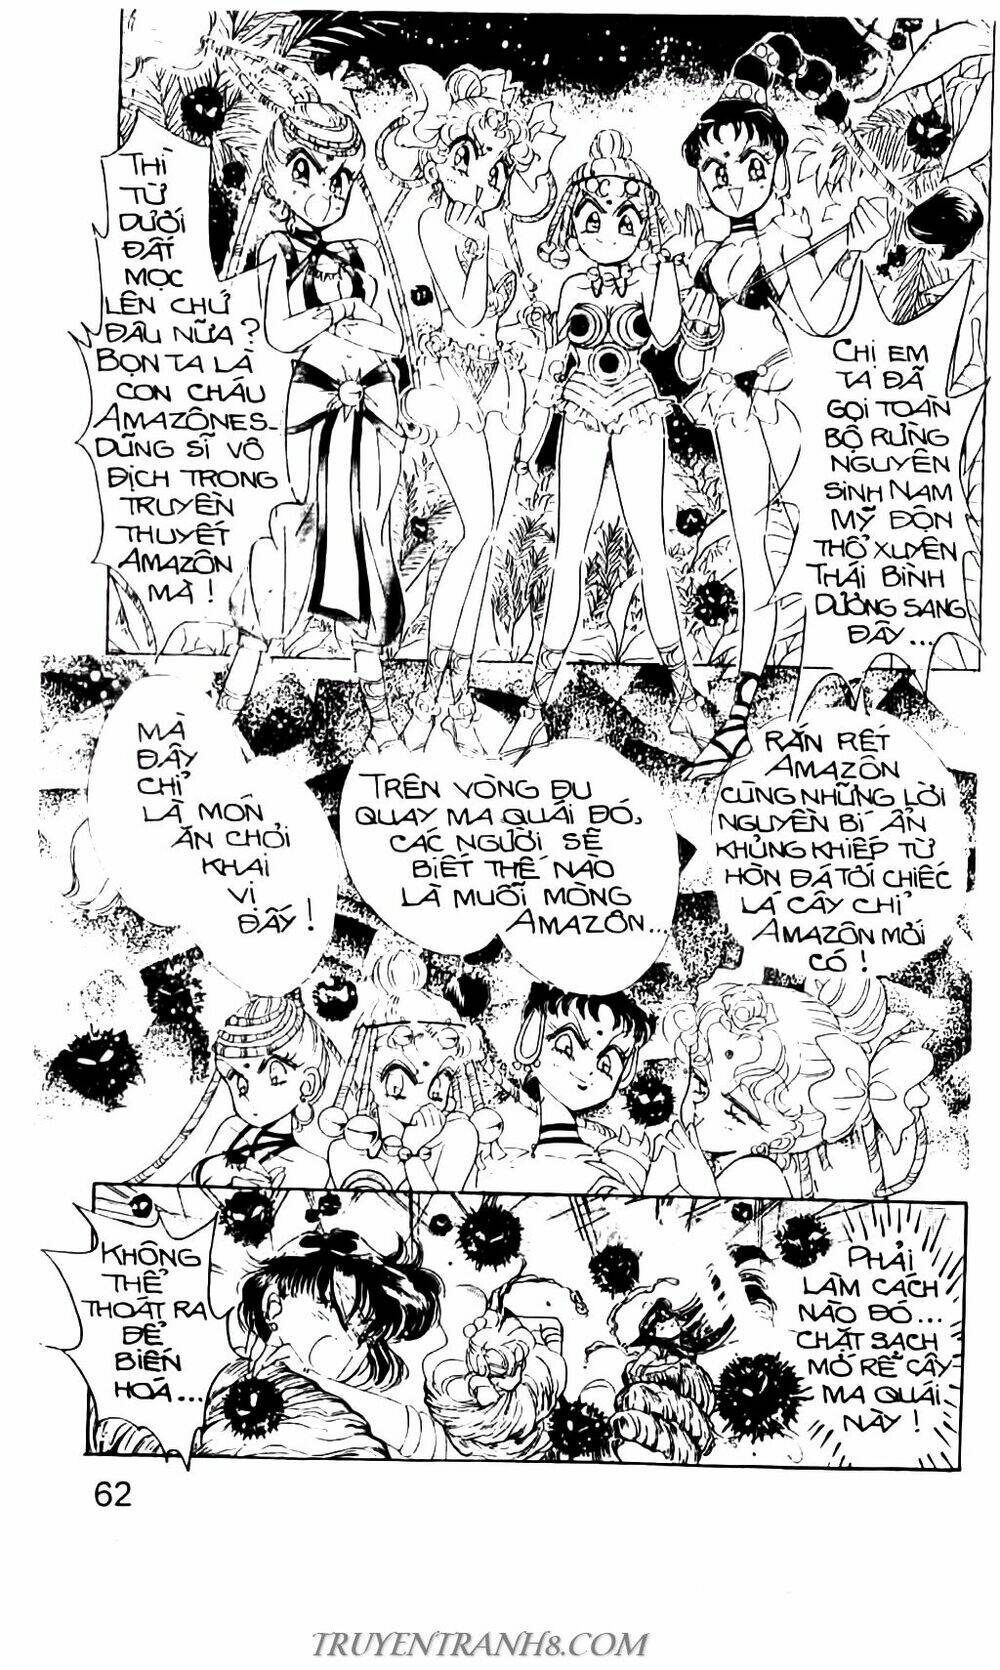 THÌ
TỪ
DƯỚI
ĐẤT
MỌC
LÊN CHỨ
ĐÂU NỮA?
BỌN TA LÀ
CON CHÁU
AMAZÔNES_
DŨNG SĨ VÔ
ĐỊCH TRONG
TRUYỀN
THUYẾT
AMAZÔN
MÀ!
CHỊ EM
TA ĐÃ
GỌI TOÀN
BỘ RỪNG
NGUYÊN
SINH NAM
MỸ ĐỘN
THỔ XUYÊN
THÁI BÌNH
DƯƠNG SANG
ĐÂY...
MÀ
ĐÂY
CHỈ
LÀ MÓN
ĂN CHƠI
KHAI
VỊ
ĐẤY!
TRÊN VÒNG ĐU
QUAY MA QUÁI ĐÓ,
CÁC NGƯỜI SẼ
BIẾT THẾ NÀO
LÀ MUỖI MÒNG
AMAZÔN...
RẮN RẾT
AMAZÔN
CÙNG NHỮNG LỜI
NGUYỀN BÍ ẨN
KHỦNG KHIẾP TỪ
HÒN ĐÁ TỚI CHIẾC
LÁ CÂY CHỈ
AMAZÔN MỚI
CÓ!
KHÔNG
THỂ
THOÁT RA
ĐỂ
BIẾN
HOÁ...
PHẢI
LÀM CÁCH
NÀO ĐÓ...
CHẶT SẠCH
MỚ RỄ CÂY
MA QUÁI
NÀY!
62
TRUYENTRANH8.COM